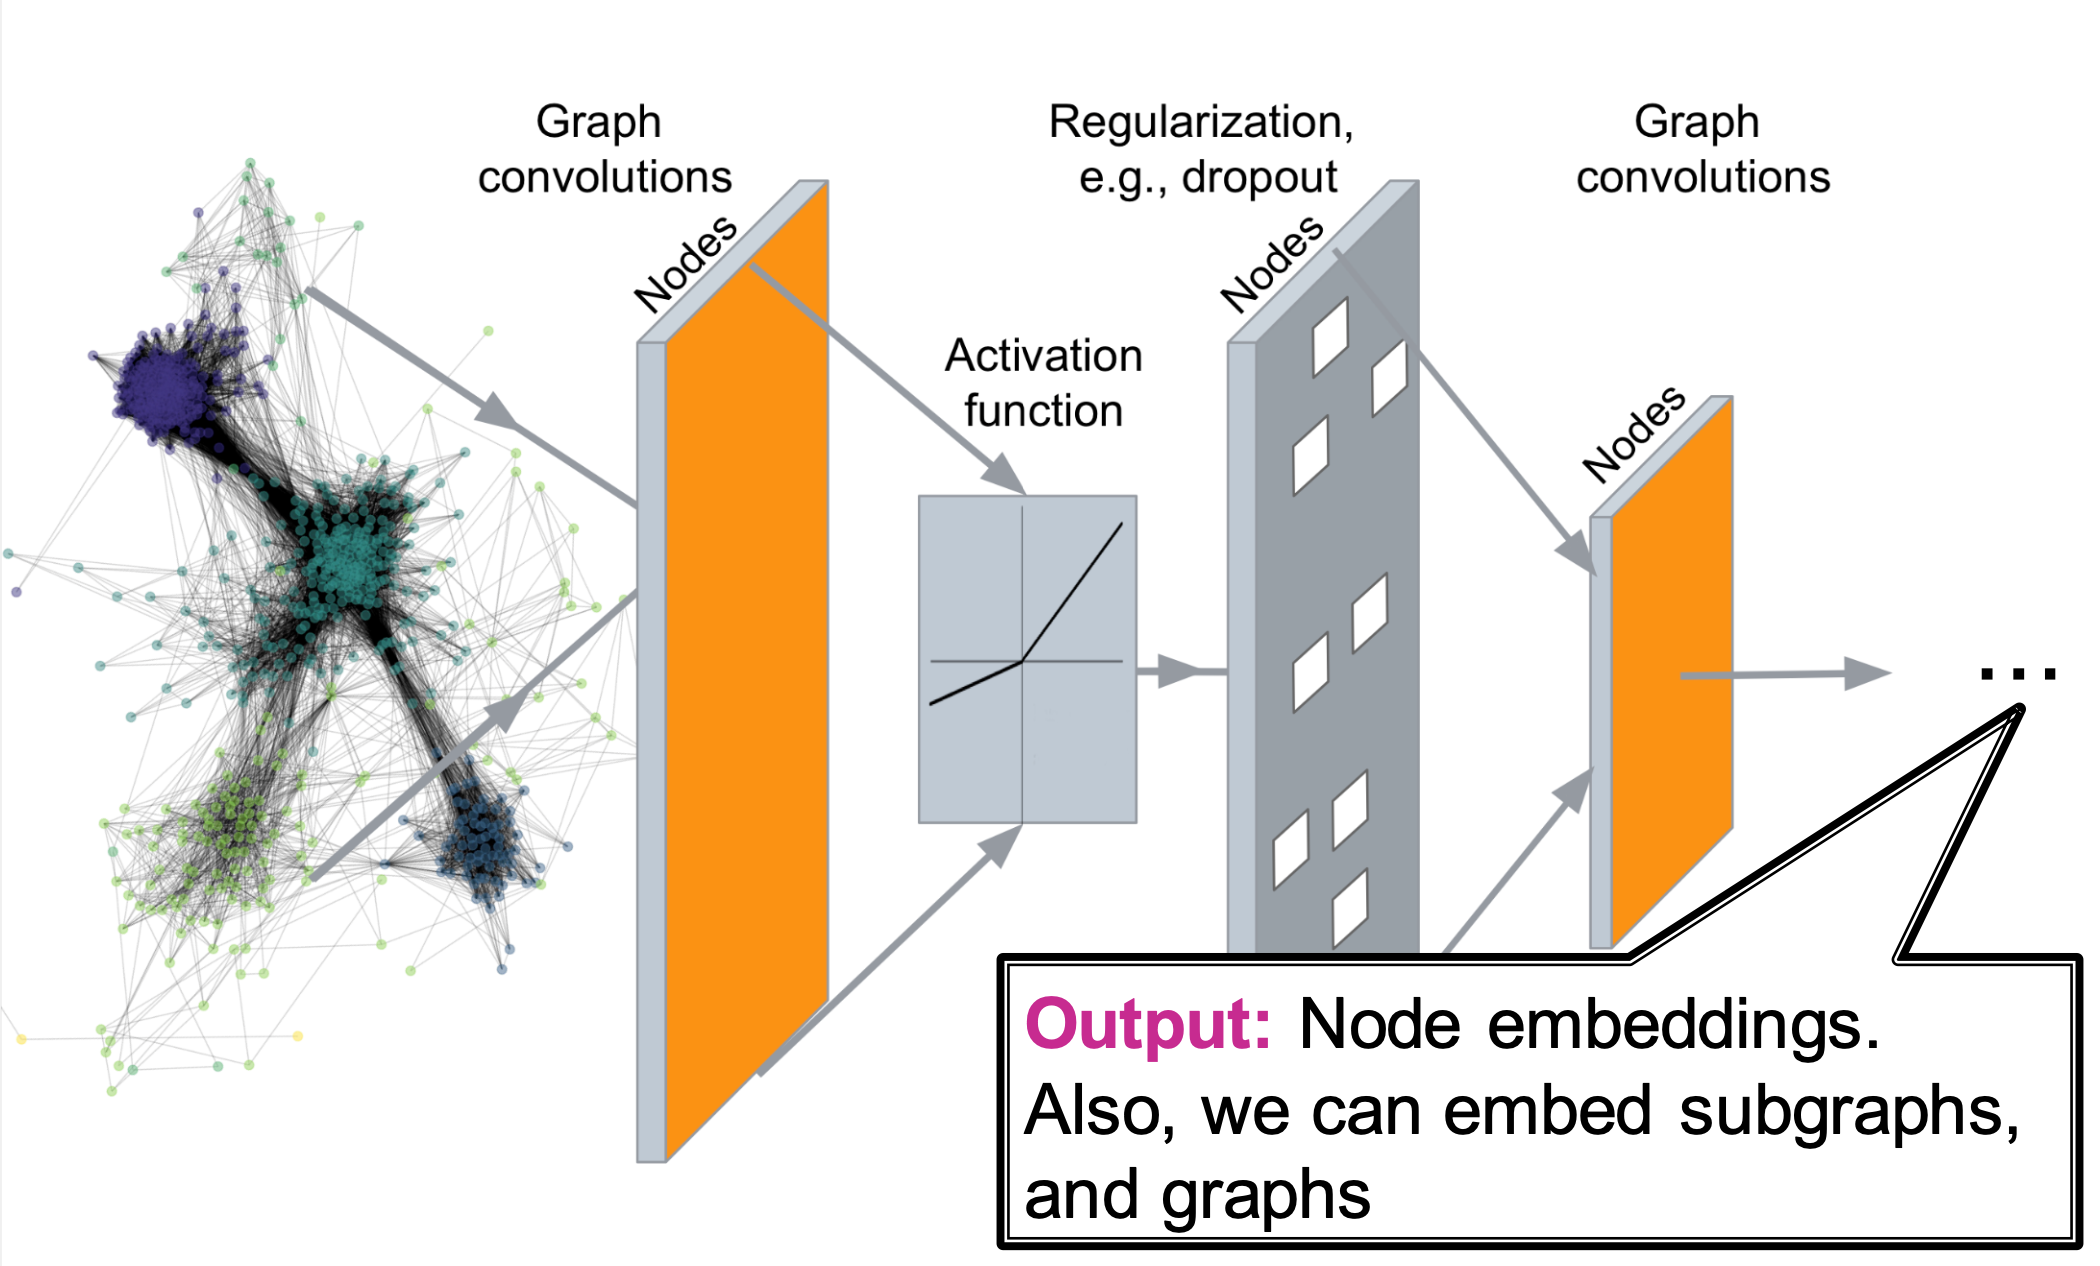 Graph
convolutions
Nodes
Activation
function
Regularization,
e.g., dropout
Nodes
Graph
convolutions
Nodes
...
Output: Node embeddings.
Also, we can embed subgraphs,
and graphs